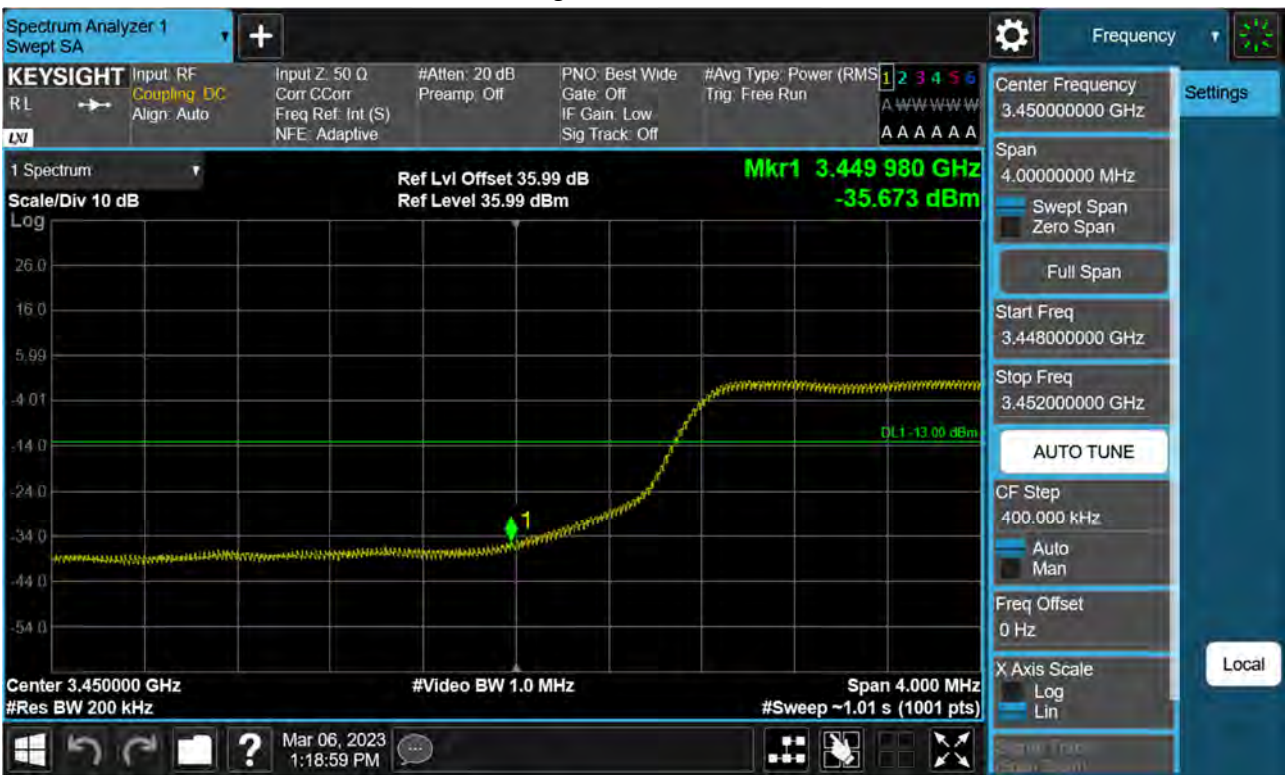 Spectrum Analyzer 1
Swept SA
+
Frequency
KEYSIGHT
R L
LXI
Input: RF
Coupling: DC
Align: Auto
Input Z: 50 Ω
Corr CCorr
Freq Ref: Int (S)
NFE: Adaptive
#Atten: 20 dB
Preamp: Off
PNO: Best Wide
Gate: Off
IF Gain: Low
Sig Track: Off
#Avg Type: Power (RMS
Trig: Free Run
1 2 3 4 5 6
A W W W W W
A A A A A A
1 Spectrum
Scale/Div 10 dB
Log
Ref Lvl Offset 35.99 dB
Ref Level 35.99 dBm
Mkr1 3.449 980 GHz
-35.673 dBm
26.0
16.0
5.99
-4.01
-14.0
-24.0
-34.0
-44.0
-54.0
DL1 -13.00 dBm
1
Center 3.450000 GHz
#Res BW 200 kHz
#Video BW 1.0 MHz
Span 4.000 MHz
#Sweep ~1.01 s (1001 pts)
Center Frequency
3.450000000 GHz
Settings
Span
4.00000000 MHz
Swept Span
Zero Span
Full Span
Start Freq
3.448000000 GHz
Stop Freq
3.452000000 GHz
AUTO TUNE
CF Step
400.000 kHz
Auto
Man
Freq Offset
0 Hz
X Axis Scale
Log
Lin
Local
?
Mar 06, 2023
1:18:59 PM